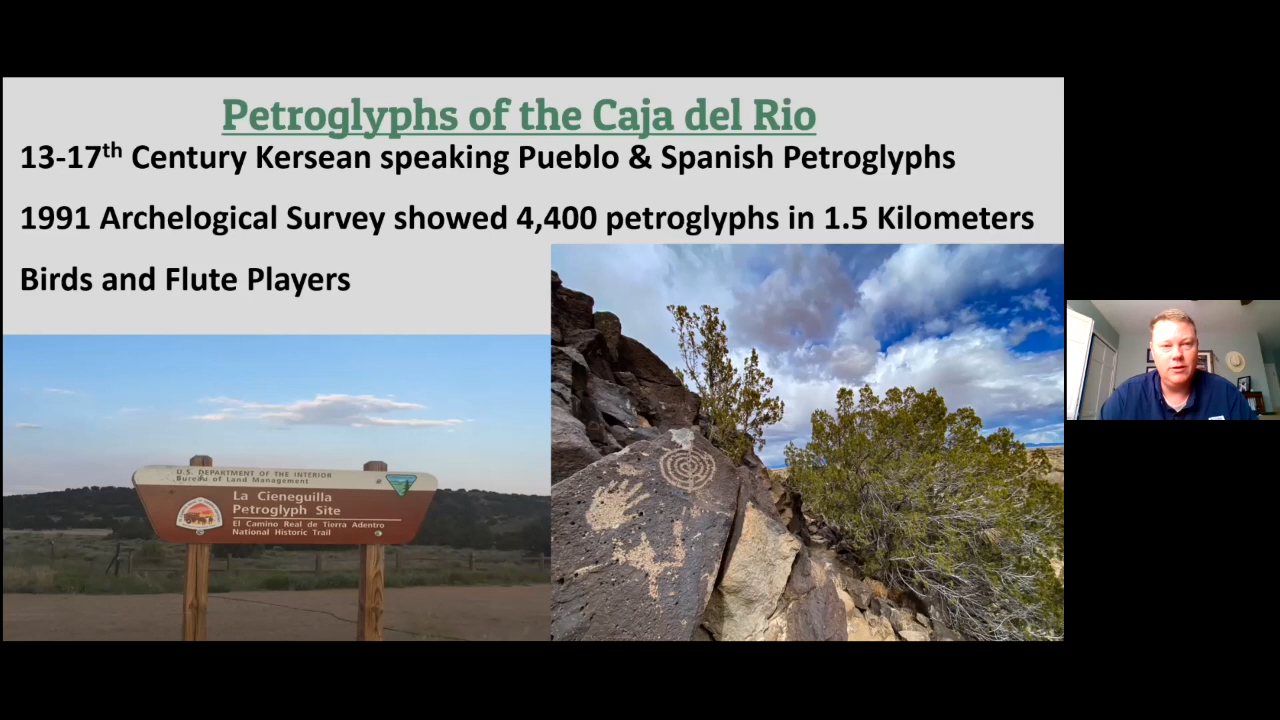 Petroglyphs of the Caja del Rio
13-17th Century Kersean speaking Pueblo & Spanish Petroglyphs
1991 Archelogical Survey showed 4,400 petroglyphs in 1.5 Kilometers
Birds and Flute Players
U.S. DEPARTMENT OF THE INTERIOR
Bureau of Land Management
La Cieneguilla
Petroglyph Site
El Camino Real de Tierra Adentro
National Historic Trail